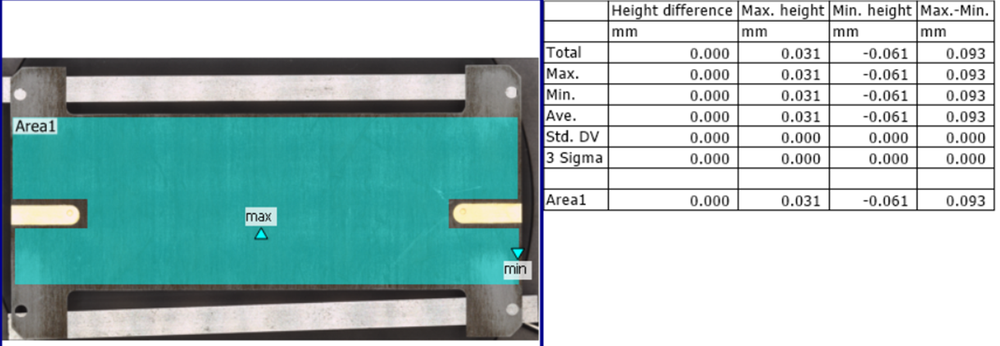 Area1
max
min
Height difference Max. height Min. height Max.-Min.
mm mm mm mm
Total 0.000 0.031 -0.061 0.093
Max. 0.000 0.031 -0.061 0.093
Min. 0.000 0.031 -0.061 0.093
Ave. 0.000 0.031 -0.061 0.093
Std. DV 0.000 0.000 0.000 0.000
3 Sigma 0.000 0.000 0.000 0.000
Area1 0.000 0.031 -0.061 0.093